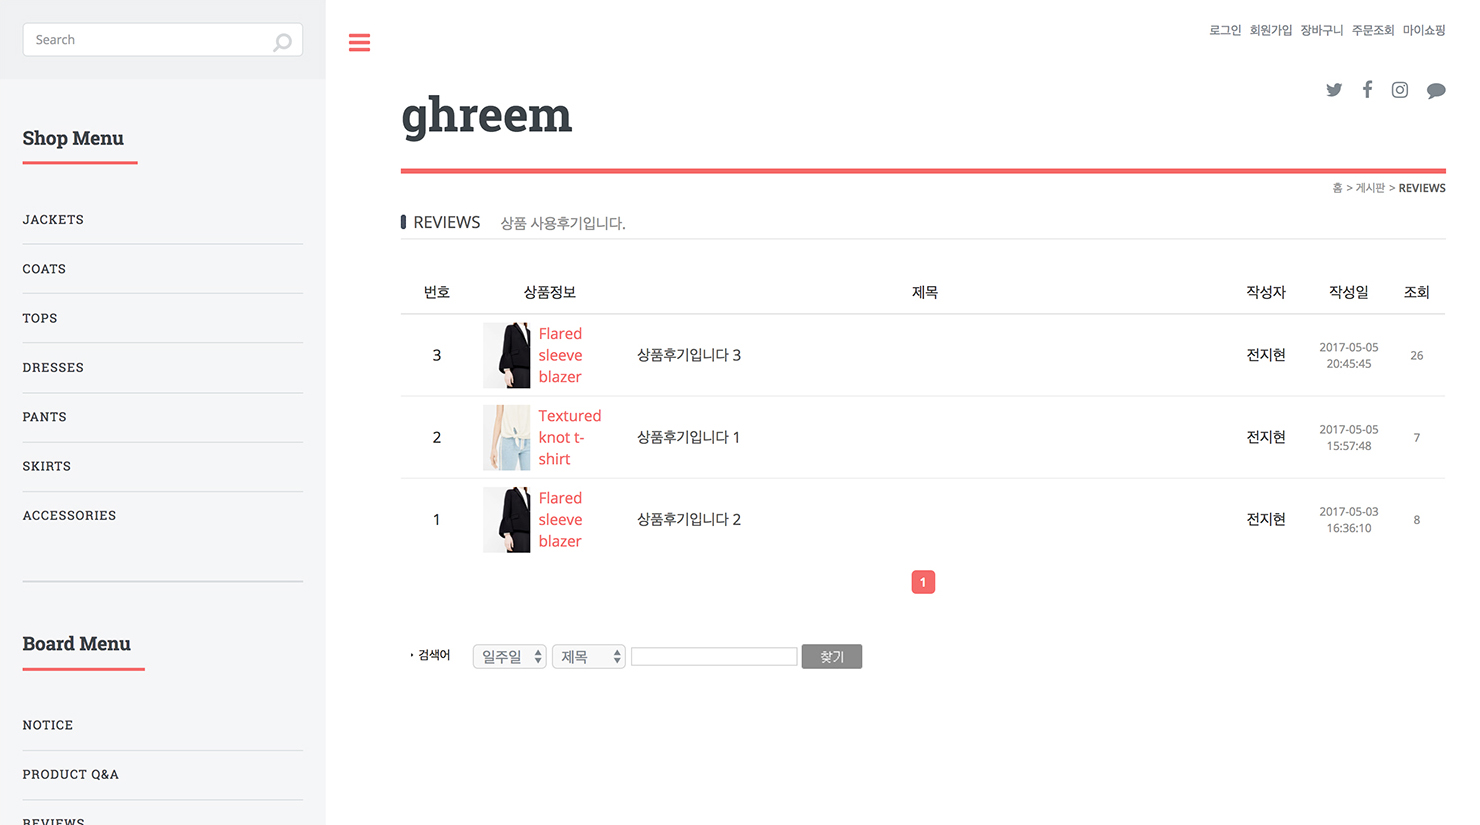 Search
Shop Menu
JACKETS
COATS
TOPS
DRESSES
PANTS
SKIRTS
ACCESSORIES
Board Menu
NOTICE
PRODUCT Q&A
REVIEWS
로그인 회원가입 장바구니 주문조회 마이쇼핑
ghreem
홈 > 게시판 > REVIEWS
REVIEWS 상품 사용후기입니다.
번호 상품정보 제목 작성자 작성일 조회
3
Flared
sleeve
blazer
상품후기입니다 3
전지현
2017-05-05
20:45:45
26
2
Textured
knot t-
shirt
상품후기입니다 1
전지현
2017-05-05
15:57:48
7
1
Flared
sleeve
blazer
상품후기입니다 2
전지현
2017-05-03
16:36:10
8
1
검색어 일주일 제목 찾기